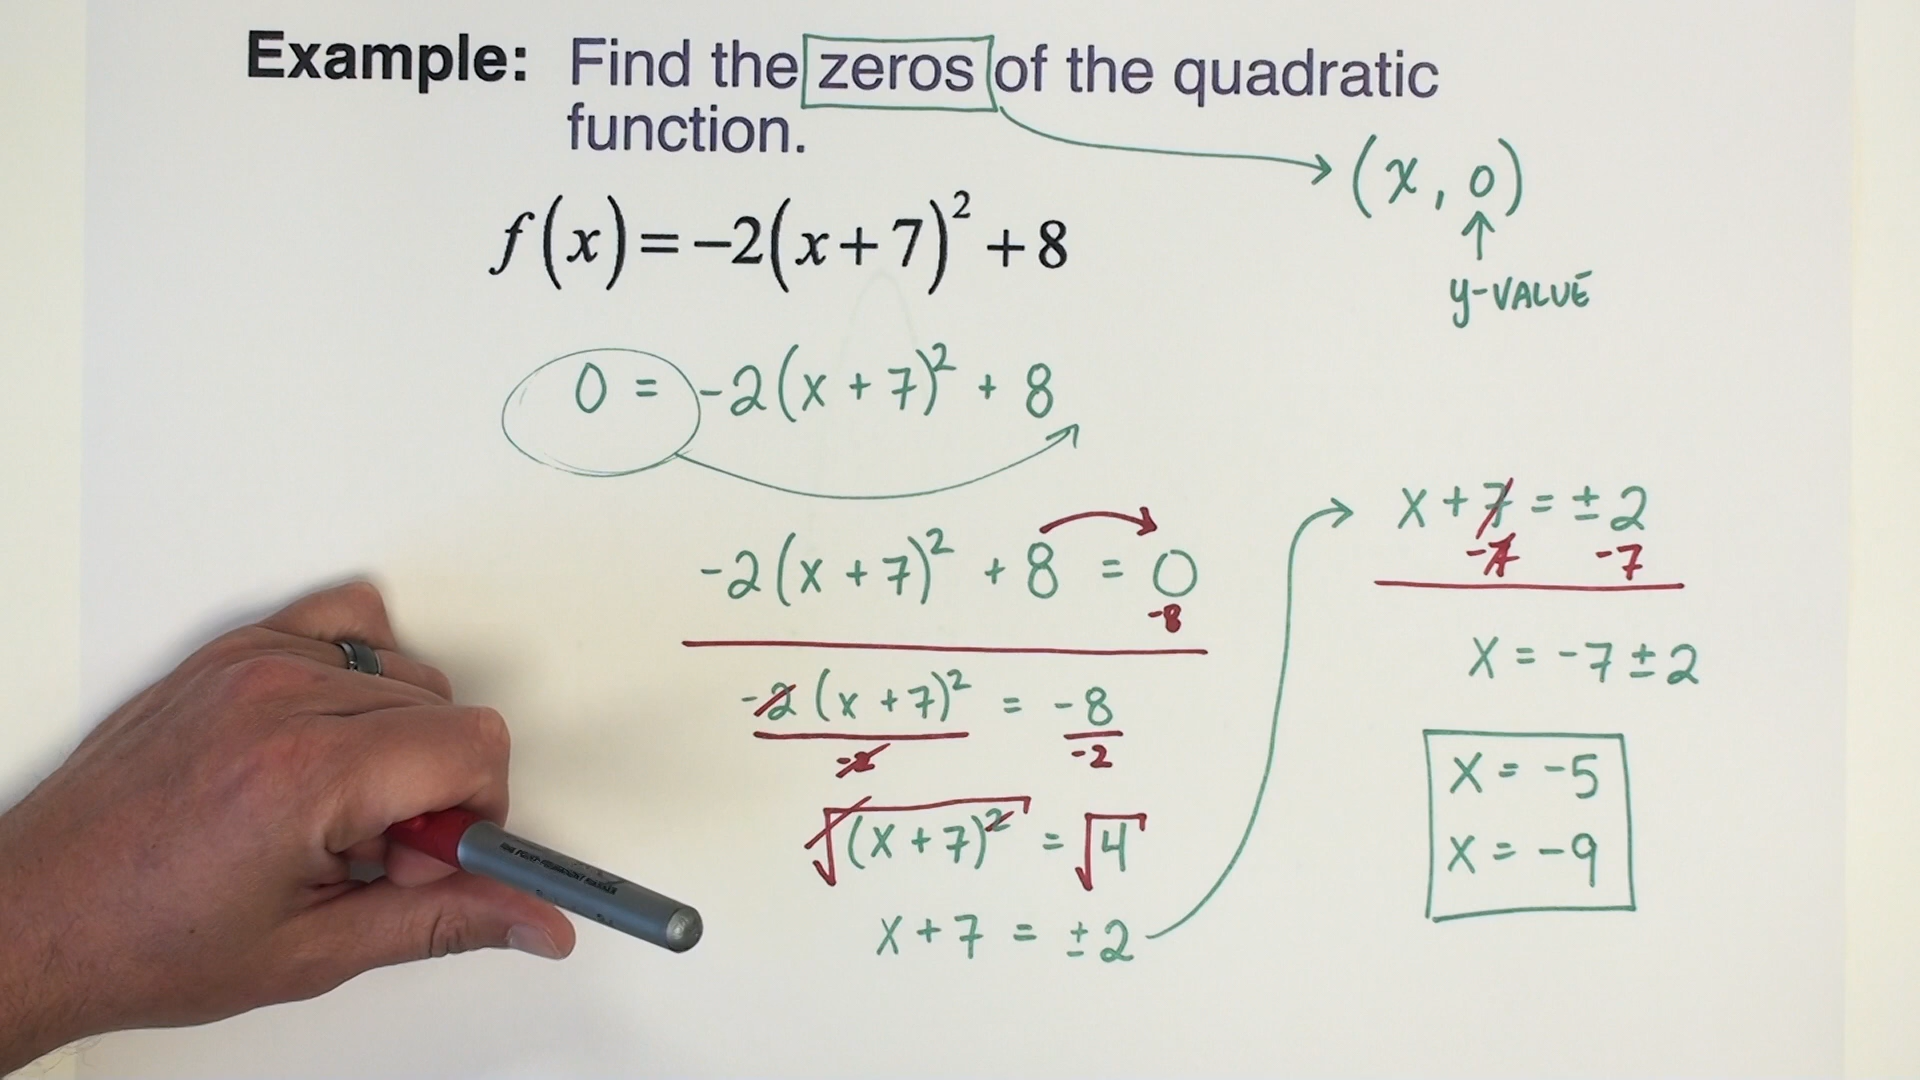 Example: Find the zeros of the quadratic
function.
(x, 0)
↑
y-VALUE
f(x)=-2(x+7)²+8
0 = -2(x+7)² + 8
-2(x+7)² + 8 = 0
-8
-2(x+7)² = -8
-2 -2
√(x+7)² = √4
x+7 = ±2
x+7 = ±2
-7 -7
x = -7±2
x = -5
x = -9